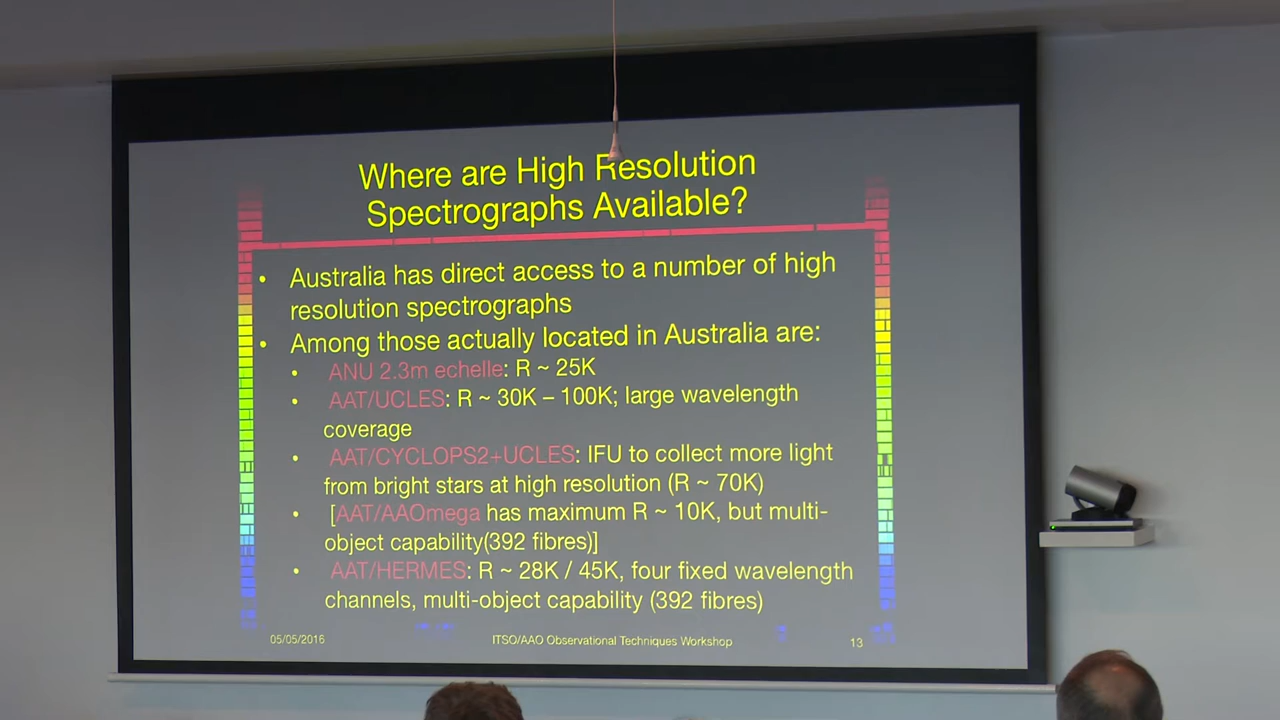 Where are High Resolution
Spectrographs Available?
• Australia has direct access to a number of high
resolution spectrographs
• Among those actually located in Australia are:
• ANU 2.3m echelle: R ~ 25K
• AAT/UCLES: R ~ 30K – 100K; large wavelength
coverage
• AAT/CYCLOPS2+UCLES: IFU to collect more light
from bright stars at high resolution (R ~ 70K)
• [AAT/AAOmega has maximum R ~ 10K, but multi-
object capability(392 fibres)]
• AAT/HERMES: R ~ 28K / 45K, four fixed wavelength
channels, multi-object capability (392 fibres)
05/05/2016 ITSO/AAO Observational Techniques Workshop 13